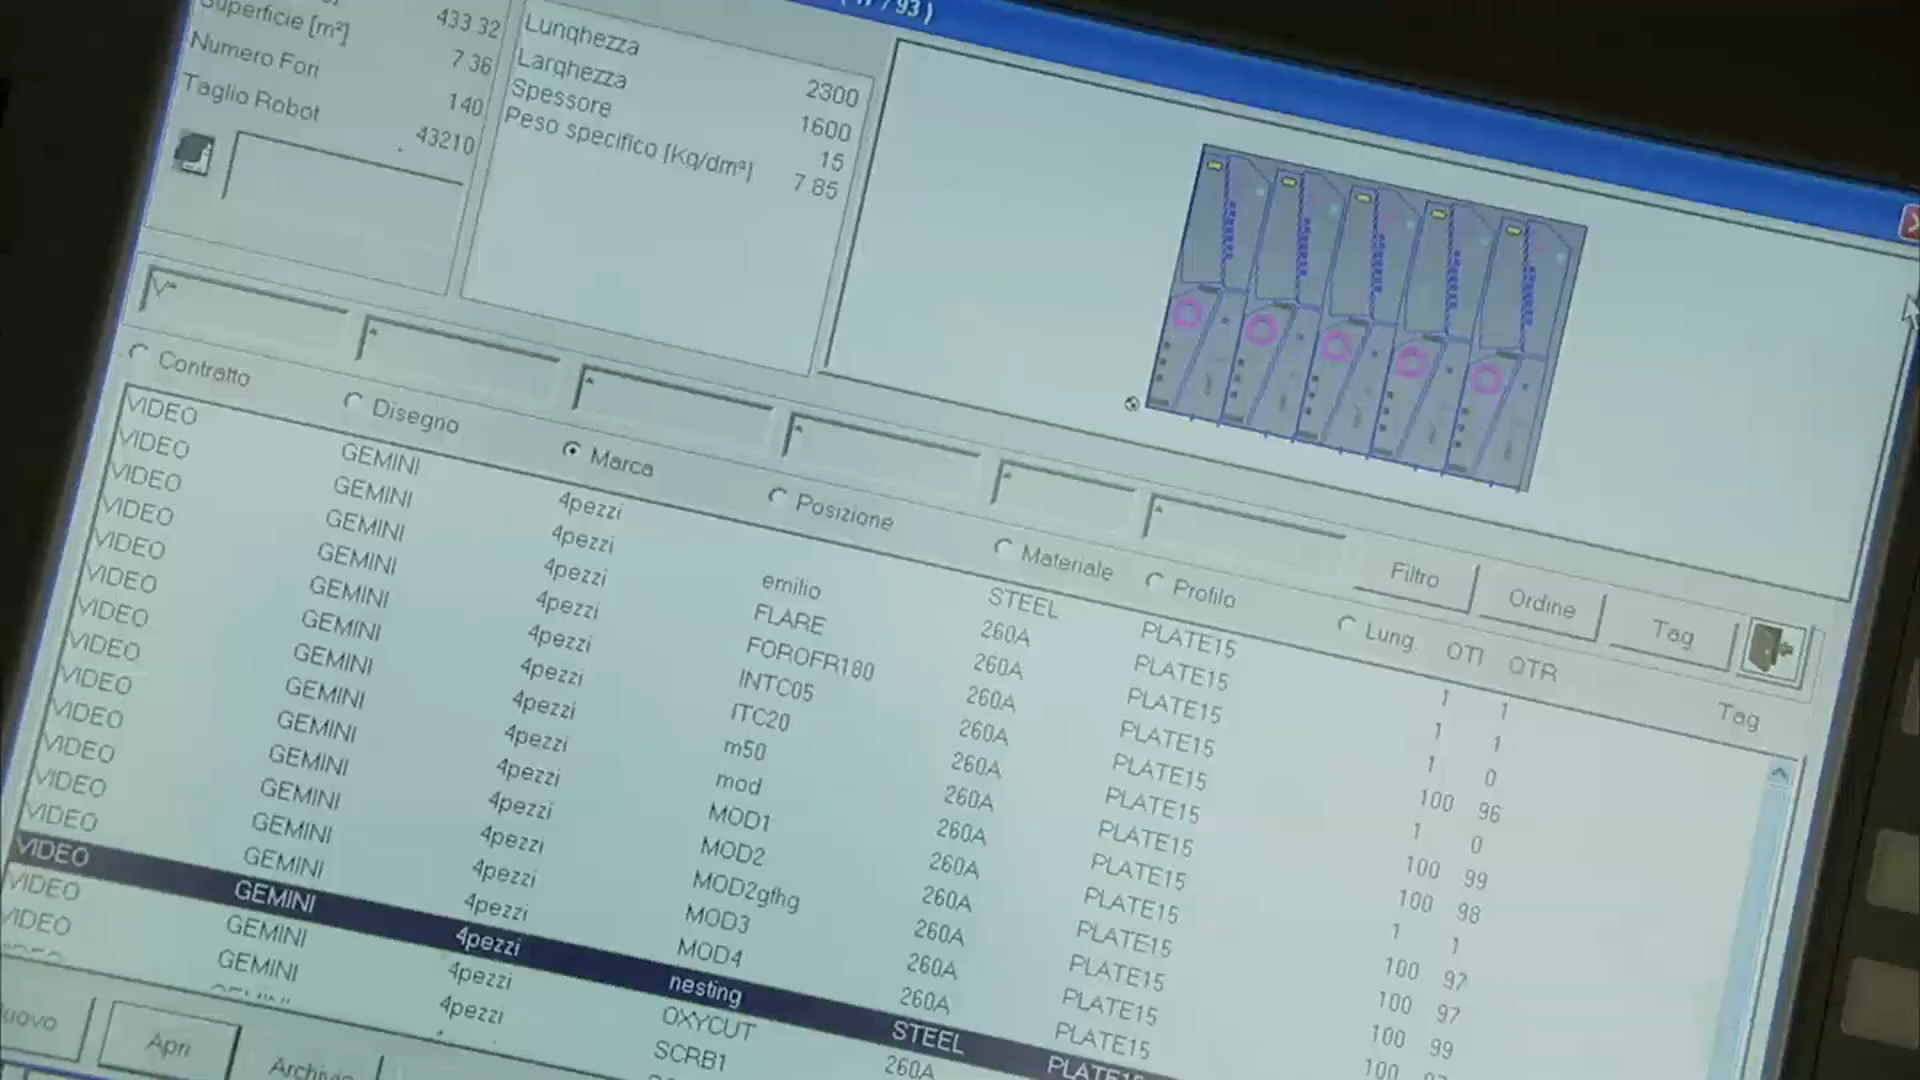 / 93 )
Superficie [m²] 433.32
Numero Fori 7.36
Taglio Robot 140
43210
Lunghezza 2300
Larghezza 1600
Spessore 15
Peso specifico [Kg/dm³] 7.85
V*
*
*
*
*
*
Contratto Disegno Marca Posizione Materiale Profilo Lung. QTI QTR Tag
Filtro Ordine Tag
VIDEO GEMINI 4pezzi emilio STEEL PLATE15 1 1
VIDEO GEMINI 4pezzi FLARE 260A PLATE15 1 1
VIDEO GEMINI 4pezzi FOROFR180 260A PLATE15 1 0
VIDEO GEMINI 4pezzi INTC05 260A PLATE15 100 96
VIDEO GEMINI 4pezzi ITC20 260A PLATE15 1 0
VIDEO GEMINI 4pezzi m50 260A PLATE15 100 99
VIDEO GEMINI 4pezzi mod 260A PLATE15 100 98
VIDEO GEMINI 4pezzi MOD1 260A PLATE15 1 1
VIDEO GEMINI 4pezzi MOD2 260A PLATE15 100 97
VIDEO GEMINI 4pezzi MOD2gfhg 260A PLATE15 100 97
VIDEO GEMINI 4pezzi MOD3 260A PLATE15 100 99
VIDEO GEMINI 4pezzi MOD4 260A PLATE15 100
VIDEO GEMINI 4pezzi nesting STEEL PLATE15
VIDEO GEMINI 4pezzi OXYCUT 260A
VIDEO GEMINI 4pezzi SCRB1
Apri Archivio